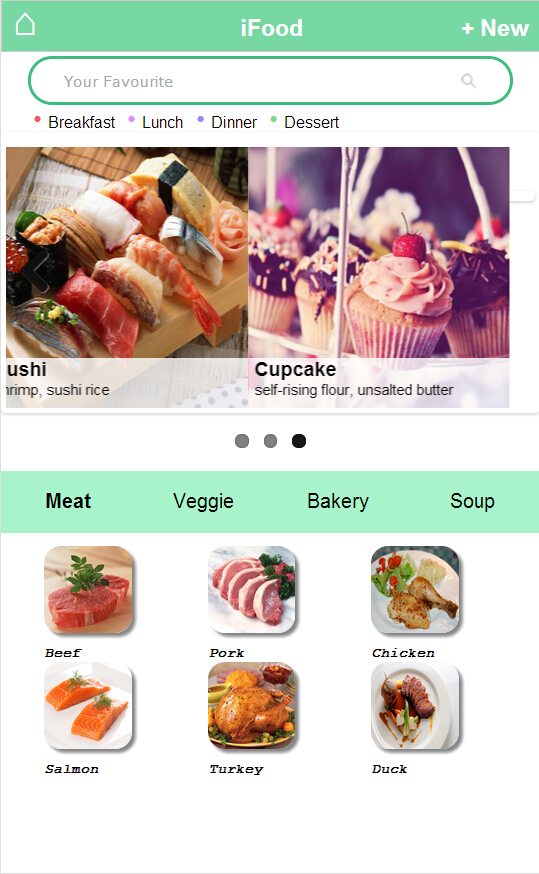 iFood
+ New
Your Favourite
Breakfast Lunch Dinner Dessert
ushi
hrimp, sushi rice
Cupcake
self-rising flour, unsalted butter
Meat Veggie Bakery Soup
Beef Pork Chicken
Salmon Turkey Duck